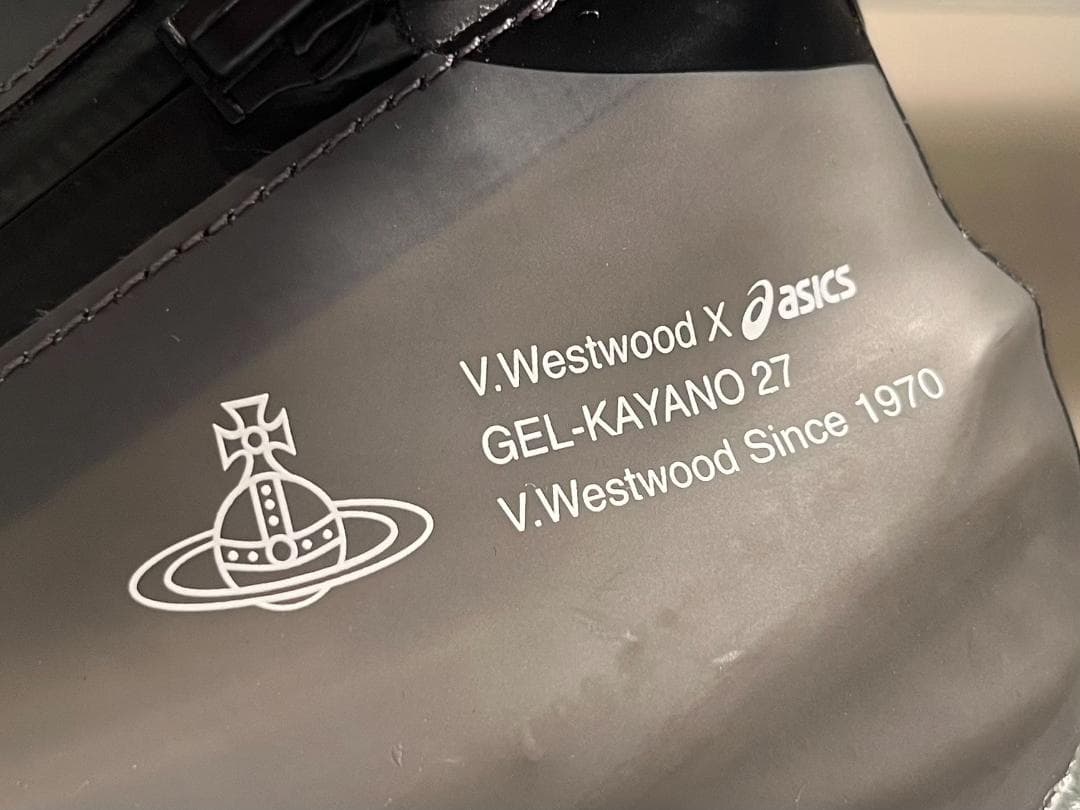 V.Westwood X asics
GEL-KAYANO 27
V.Westwood Since 1970